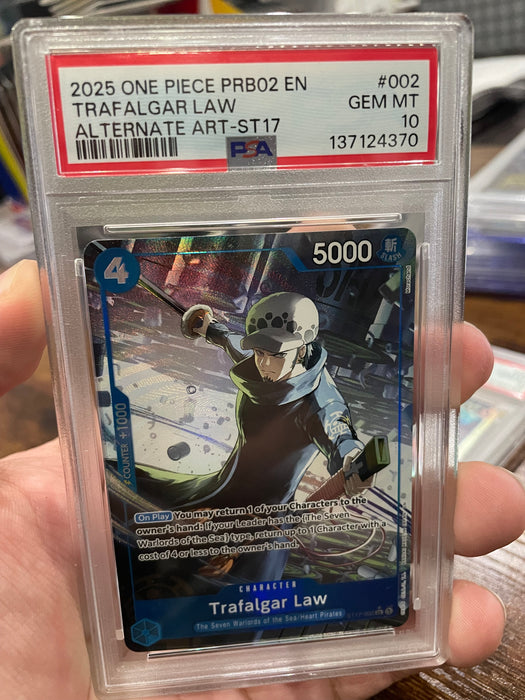 2025 ONE PIECE PRB02 EN #002
TRAFALGAR LAW GEM MT
ALTERNATE ART-ST17 10
PSA 137124370
4
5000
斬
SLASH
COUNTER +1000
On Play You may return 1 of your Characters to the
owner's hand: If your Leader has the {The Seven
Warlords of the Sea} type, return up to 1 Character with a
cost of 4 or less to the owner's hand.
CHARACTER
Trafalgar Law
The Seven Warlords of the Sea/Heart Pirates